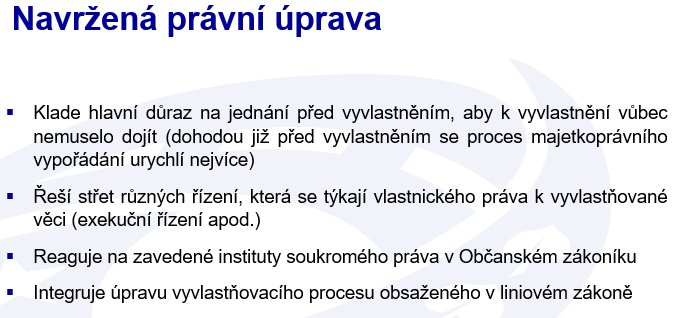 Navržená právní úprava
▪ Klade hlavní důraz na jednání před vyvlastněním, aby k vyvlastnění vůbec
nemuselo dojít (dohodou již před vyvlastněním se proces majetkoprávního
vypořádání urychlí nejvíce)
▪ Řeší střet různých řízení, která se týkají vlastnického práva k vyvlastňované
věci (exekuční řízení apod.)
▪ Reaguje na zavedené instituty soukromého práva v Občanském zákoníku
▪ Integruje úpravu vyvlastňovacího procesu obsaženého v liniovém zákoně